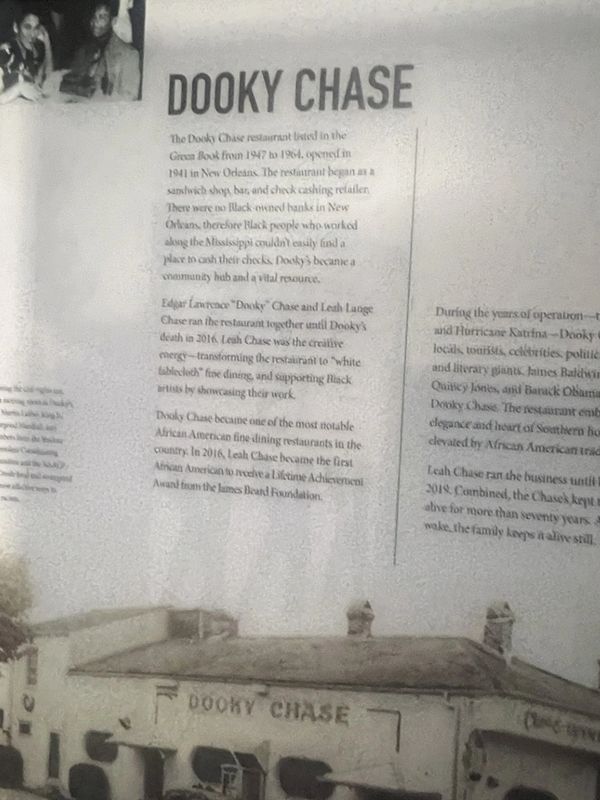 DOOKY CHASE
The Dooky Chase restaurant listed in the
Green Book from 1947 to 1964, opened in
1941 in New Orleans. The restaurant began as a
sandwich shop, bar, and check cashing retailer.
There were no Black-owned banks in New
Orleans, therefore Black people who worked
along the Mississippi couldn't easily find a
place to cash their checks. Dooky's became a
community hub and a vital resource.
Edgar Lawrence "Dooky" Chase and Leah Lange
Chase ran the restaurant together until Dooky's
death in 2016. Leah Chase was the creative
energy—transforming the restaurant to "white
tablecloth" fine dining, and supporting Black
artists by showcasing their work.
Dooky Chase became one of the most notable
African American fine dining restaurants in the
country. In 2016, Leah Chase became the first
African American to receive a Lifetime Achievement
Award from the James Beard Foundation.
During the years of operation—
and Hurricane Katrina—Dooky
locals, tourists, celebrities,
and literary giants. James Baldwin
Quincy Jones, and Barack Obama
Dooky Chase. The restaurant
elegance and heart of Southern
elevated by African American
Leah Chase ran the business until
2019. Combined, the Chase's kept
alive for more than seventy years.
wake, the family keeps it alive still.
DOOKY CHASE